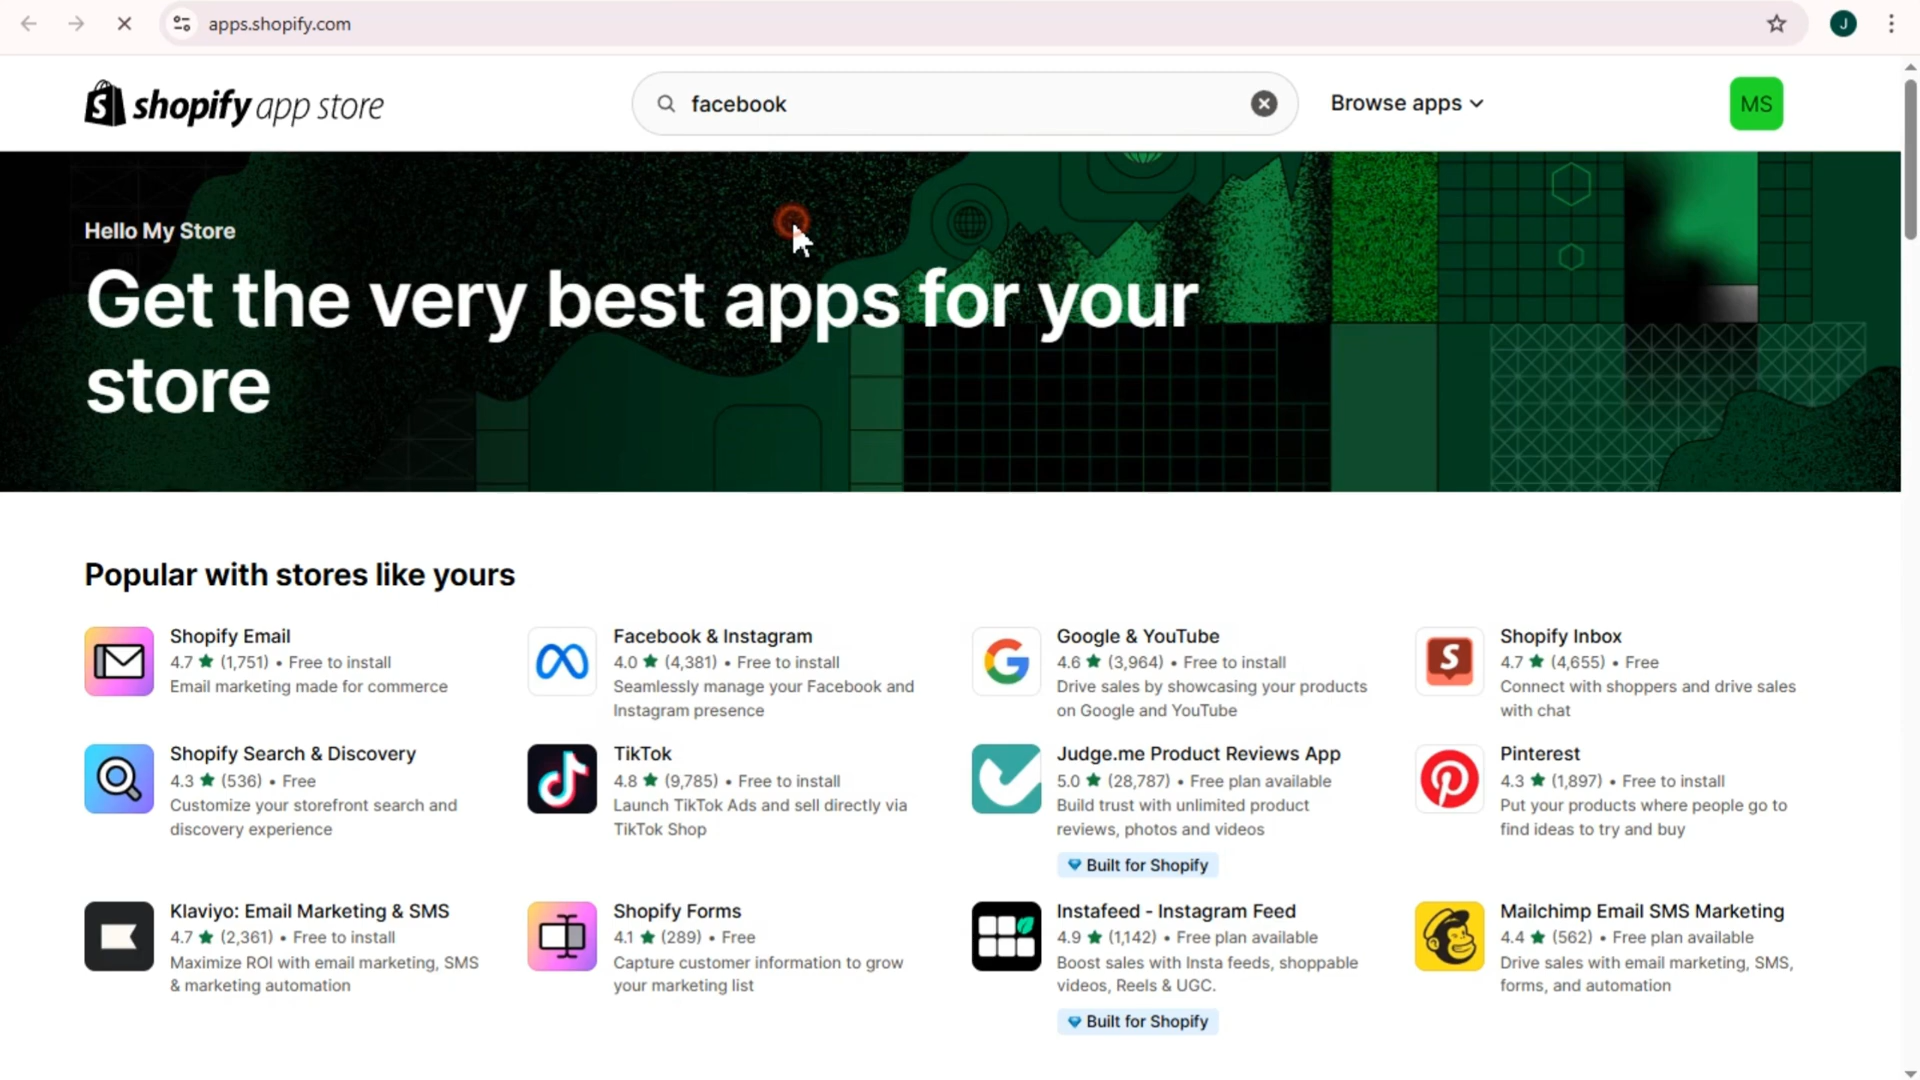 apps.shopify.com
J
shopify app store
facebook
Browse apps
MS
Hello My Store
Get the very best apps for your
store
Popular with stores like yours
Shopify Email
4.7 ★ (1,751) • Free to install
Email marketing made for commerce
Facebook & Instagram
4.0 ★ (4,381) • Free to install
Seamlessly manage your Facebook and
Instagram presence
Google & YouTube
4.6 ★ (3,964) • Free to install
Drive sales by showcasing your products
on Google and YouTube
Shopify Inbox
4.7 ★ (4,655) • Free
Connect with shoppers and drive sales
with chat
Shopify Search & Discovery
4.3 ★ (536) • Free
Customize your storefront search and
discovery experience
TikTok
4.8 ★ (9,785) • Free to install
Launch TikTok Ads and sell directly via
TikTok Shop
Judge.me Product Reviews App
5.0 ★ (28,787) • Free plan available
Build trust with unlimited product
reviews, photos and videos
Built for Shopify
Pinterest
4.3 ★ (1,897) • Free to install
Put your products where people go to
find ideas to try and buy
Klaviyo: Email Marketing & SMS
4.7 ★ (2,361) • Free to install
Maximize ROI with email marketing, SMS
& marketing automation
Shopify Forms
4.1 ★ (289) • Free
Capture customer information to grow
your marketing list
Instafeed - Instagram Feed
4.9 ★ (1,142) • Free plan available
Boost sales with Insta feeds, shoppable
videos, Reels & UGC.
Built for Shopify
Mailchimp Email SMS Marketing
4.4 ★ (562) • Free plan available
Drive sales with email marketing, SMS,
forms, and automation